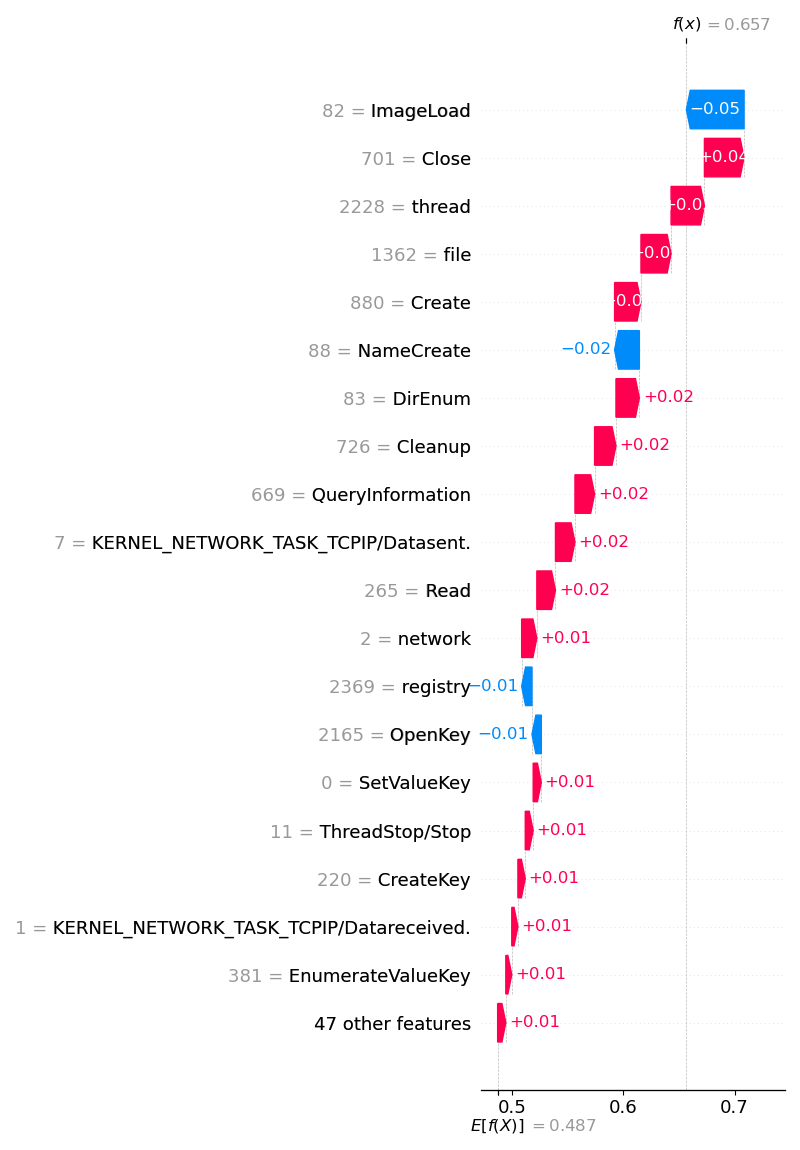 f(x) = 0.657
82 = ImageLoad −0.05
701 = Close +0.04
2228 = thread
1362 = file
880 = Create
88 = NameCreate −0.02
83 = DirEnum +0.02
726 = Cleanup +0.02
669 = QueryInformation +0.02
7 = KERNEL_NETWORK_TASK_TCPIP/Datasent. +0.02
265 = Read +0.02
2 = network +0.01
2369 = registry −0.01
2165 = OpenKey −0.01
0 = SetValueKey +0.01
11 = ThreadStop/Stop +0.01
220 = CreateKey +0.01
1 = KERNEL_NETWORK_TASK_TCPIP/Datareceived. +0.01
381 = EnumerateValueKey +0.01
47 other features +0.01
0.5 0.6 0.7
E[f(X)] = 0.487